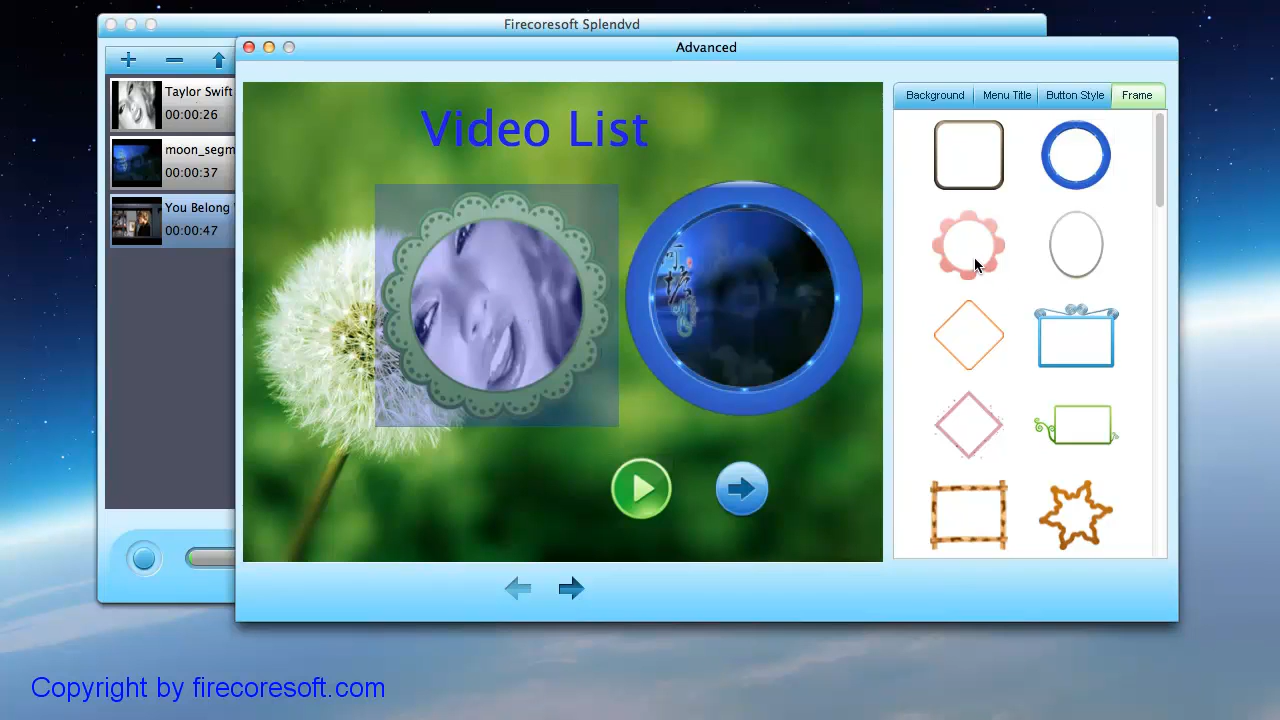 Firecoresoft Splendvd
Advanced
Taylor Swift
00:00:26
moon_segm
00:00:37
You Belong
00:00:47
Video List
Background
Menu Title
Button Style
Frame
Copyright by firecoresoft.com